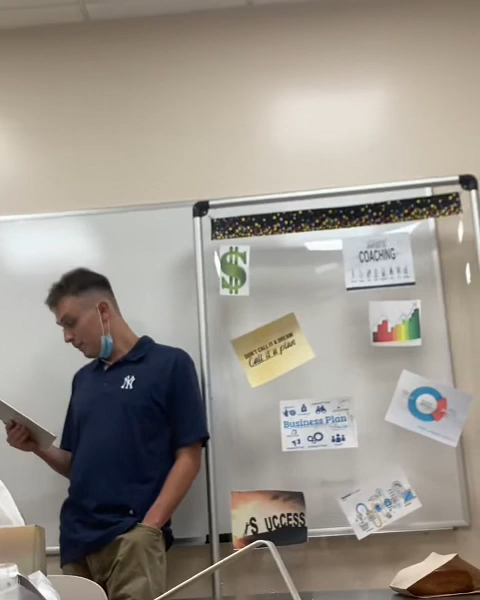 $
COACHING
DON'T CALL IT A DREAM
Call it a plan
Business Plan
SUCCESS
NY